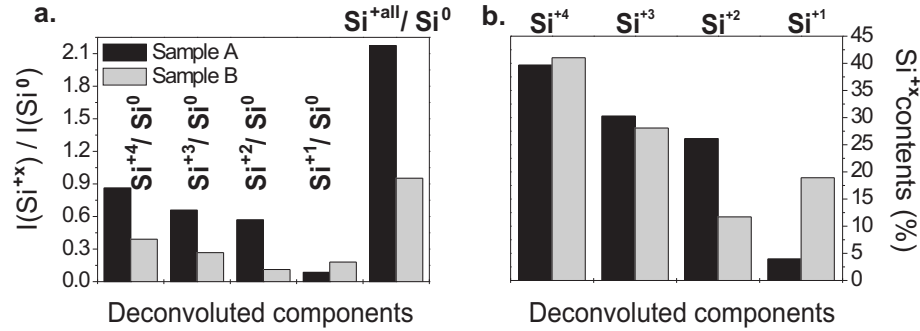 a.
Si+all/ Si0
Sample A
Sample B
2.1
1.8
1.5
1.2
0.9
0.6
0.3
0.0
I(Si+x) / I(Si0)
Si+4/ Si0
Si+3/ Si0
Si+2/ Si0
Si+1/ Si0
Deconvoluted components
b.
Si+4
Si+3
Si+2
Si+1
45
40
35
30
25
20
15
10
5
0
Si+xcontents (%)
Deconvoluted components